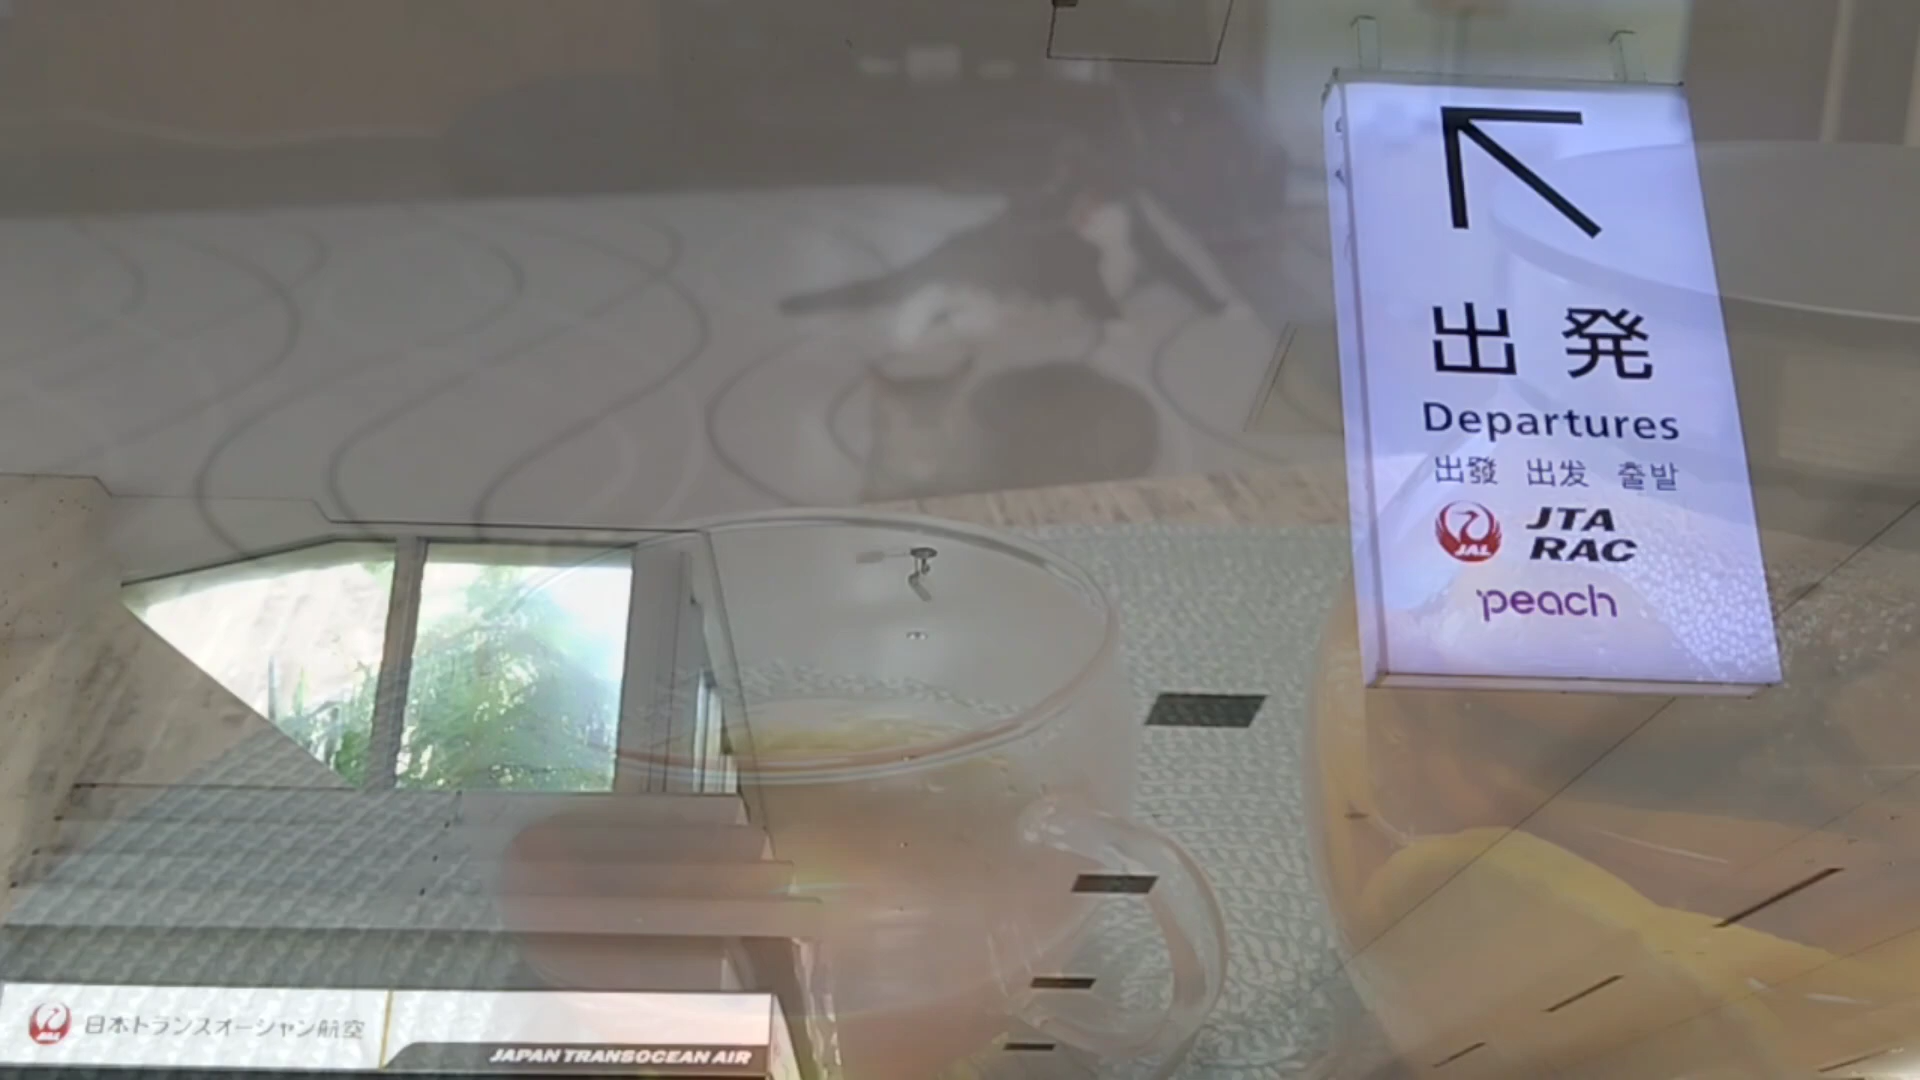 出発
Departures
出發 出发 출발
JAL JTA
RAC
peach
JAL 日本トランスオーシャン航空
JAPAN TRANSOCEAN AIR